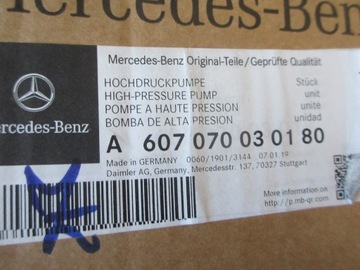 Mercedes-Benz
Mercedes-Benz Original-Teile/Geprüfte Qualität
HOCHDRUCKPUMPE Stück
HIGH-PRESSURE PUMP unit
POMPE A HAUTE PRESSION unité
BOMBA DE ALTA PRESION unidad
Mercedes-Benz
A 607 070 03 01 80
Made in GERMANY 0060/1901/3144 07.01.19
Daimler AG, Germany, Mercedesstr. 137, 70327 Stuttgart
More information on
http://p.mb-qr.com